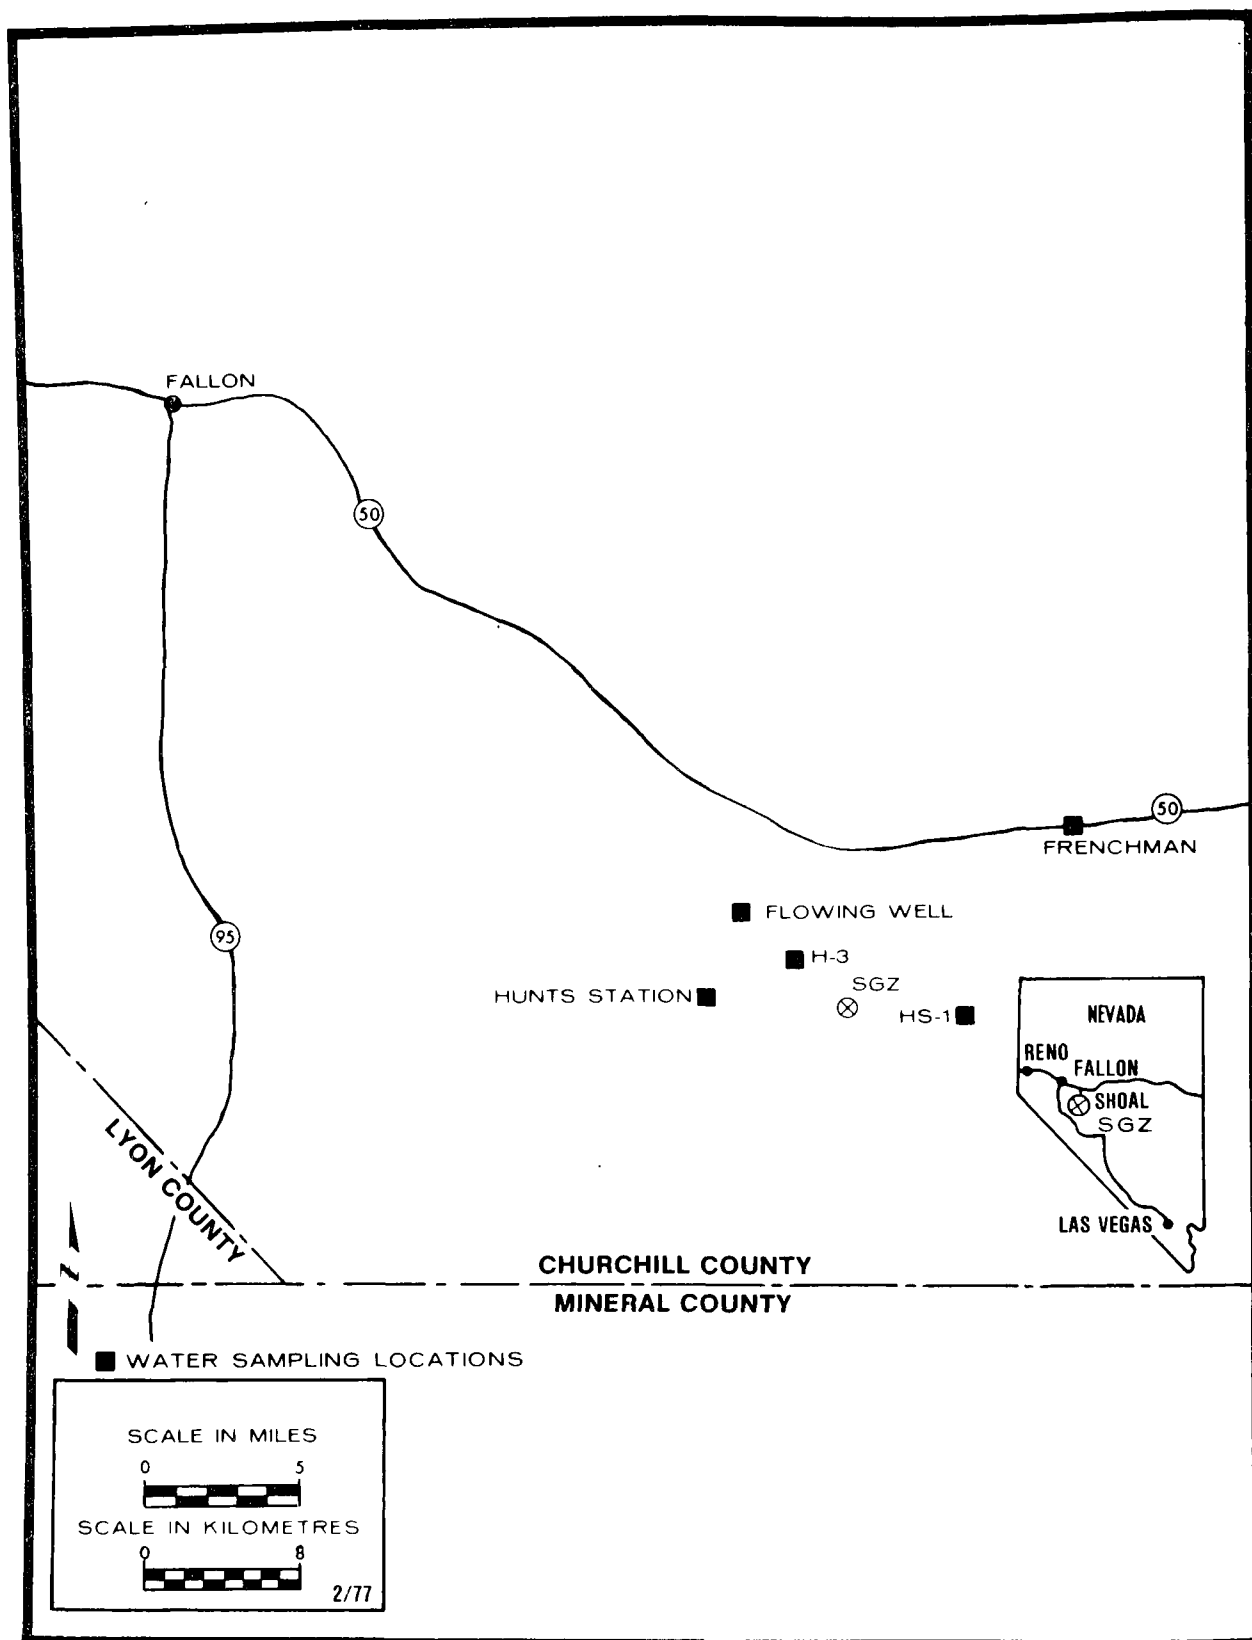 FALLON
50
50
FRENCHMAN
FLOWING WELL
95
H-3
HUNTS STATION
SGZ
HS-1
NEVADA
RENO
FALLON
SHOAL
SGZ
LAS VEGAS
LYON COUNTY
CHURCHILL COUNTY
MINERAL COUNTY
N
WATER SAMPLING LOCATIONS
SCALE IN MILES
0 5
SCALE IN KILOMETRES
0 8
2/77